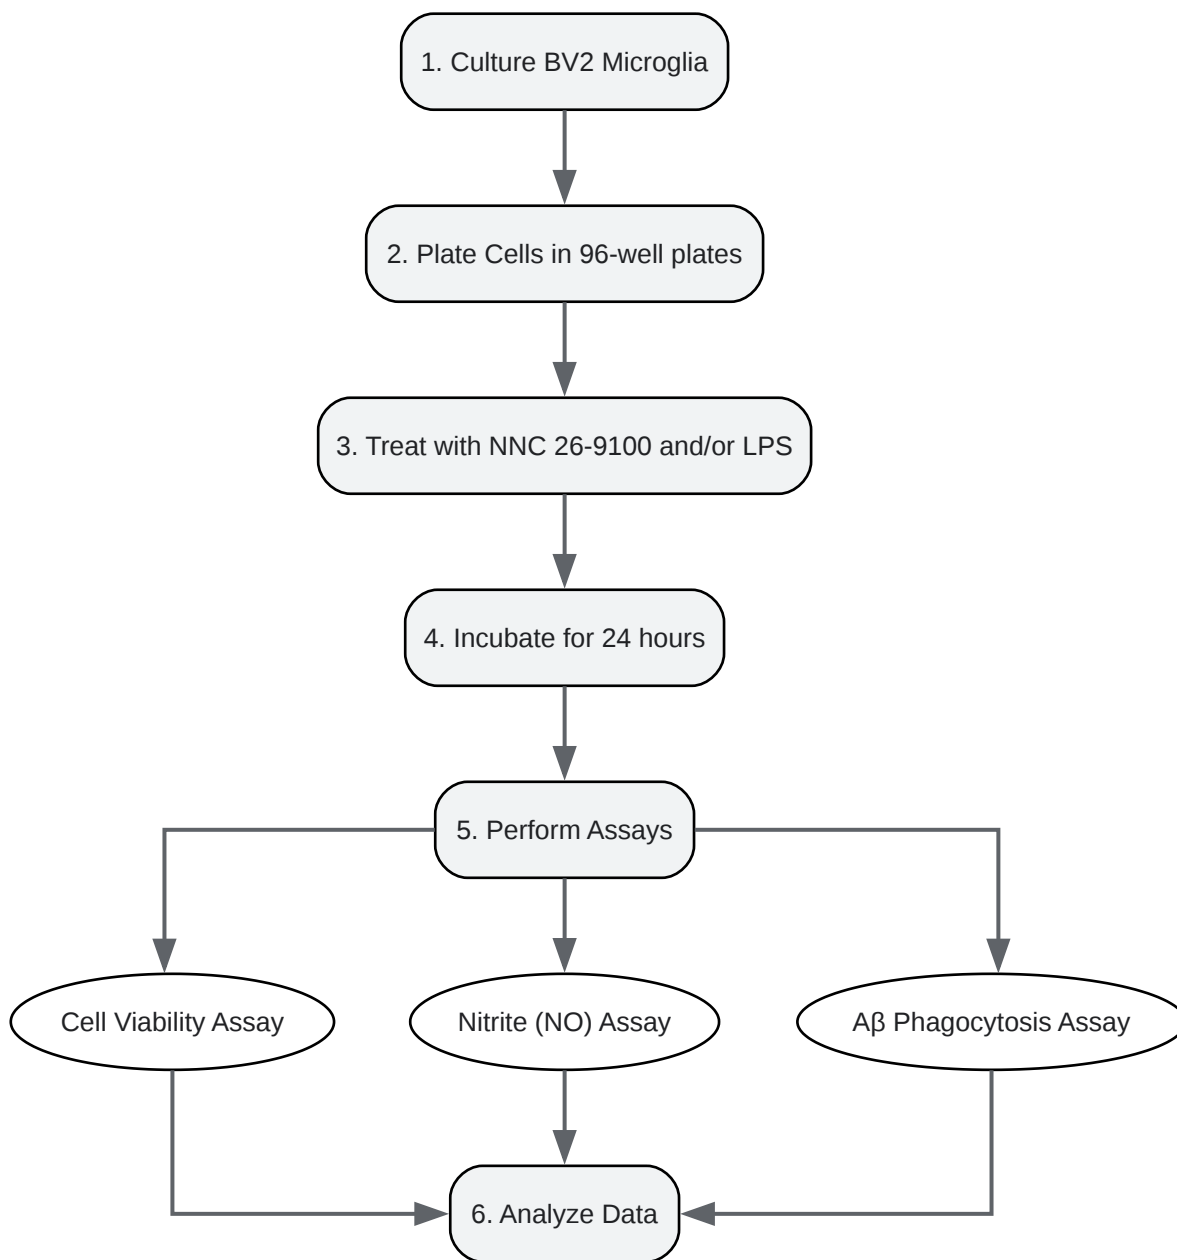 1. Culture BV2 Microglia
2. Plate Cells in 96-well plates
3. Treat with NNC 26-9100 and/or LPS
4. Incubate for 24 hours
5. Perform Assays
Cell Viability Assay
Nitrite (NO) Assay
Aβ Phagocytosis Assay
6. Analyze Data